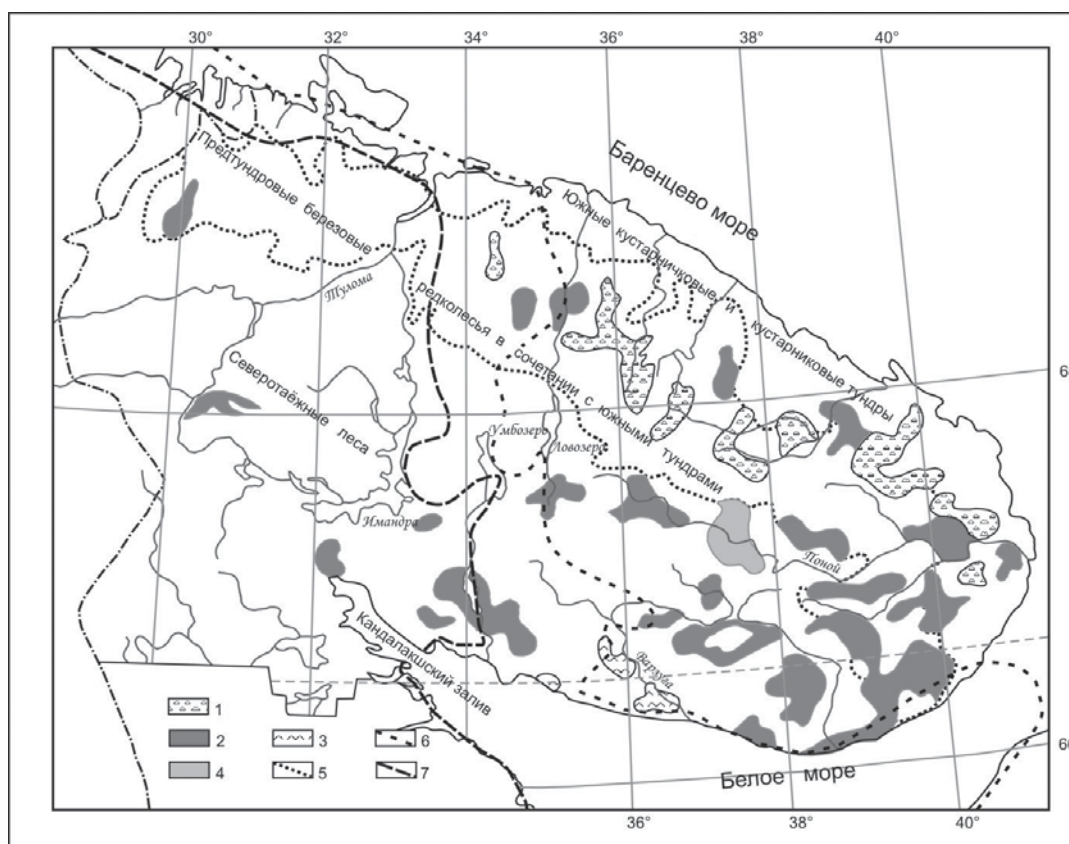 30° 32° 34° 36° 38° 40°
Баренцево море
Предтундровые березовые редколесья в сочетании с южными тундрами
Южные кустарничковые и кустарниковые тундры
Тулома
Северотаёжные леса
6
Умбозеро
Ловозеро
Имандра
Поной
Кандалакшский залив
Варзуга
1
2 3 6
4 5 7
60
Белое море
36° 38° 40°